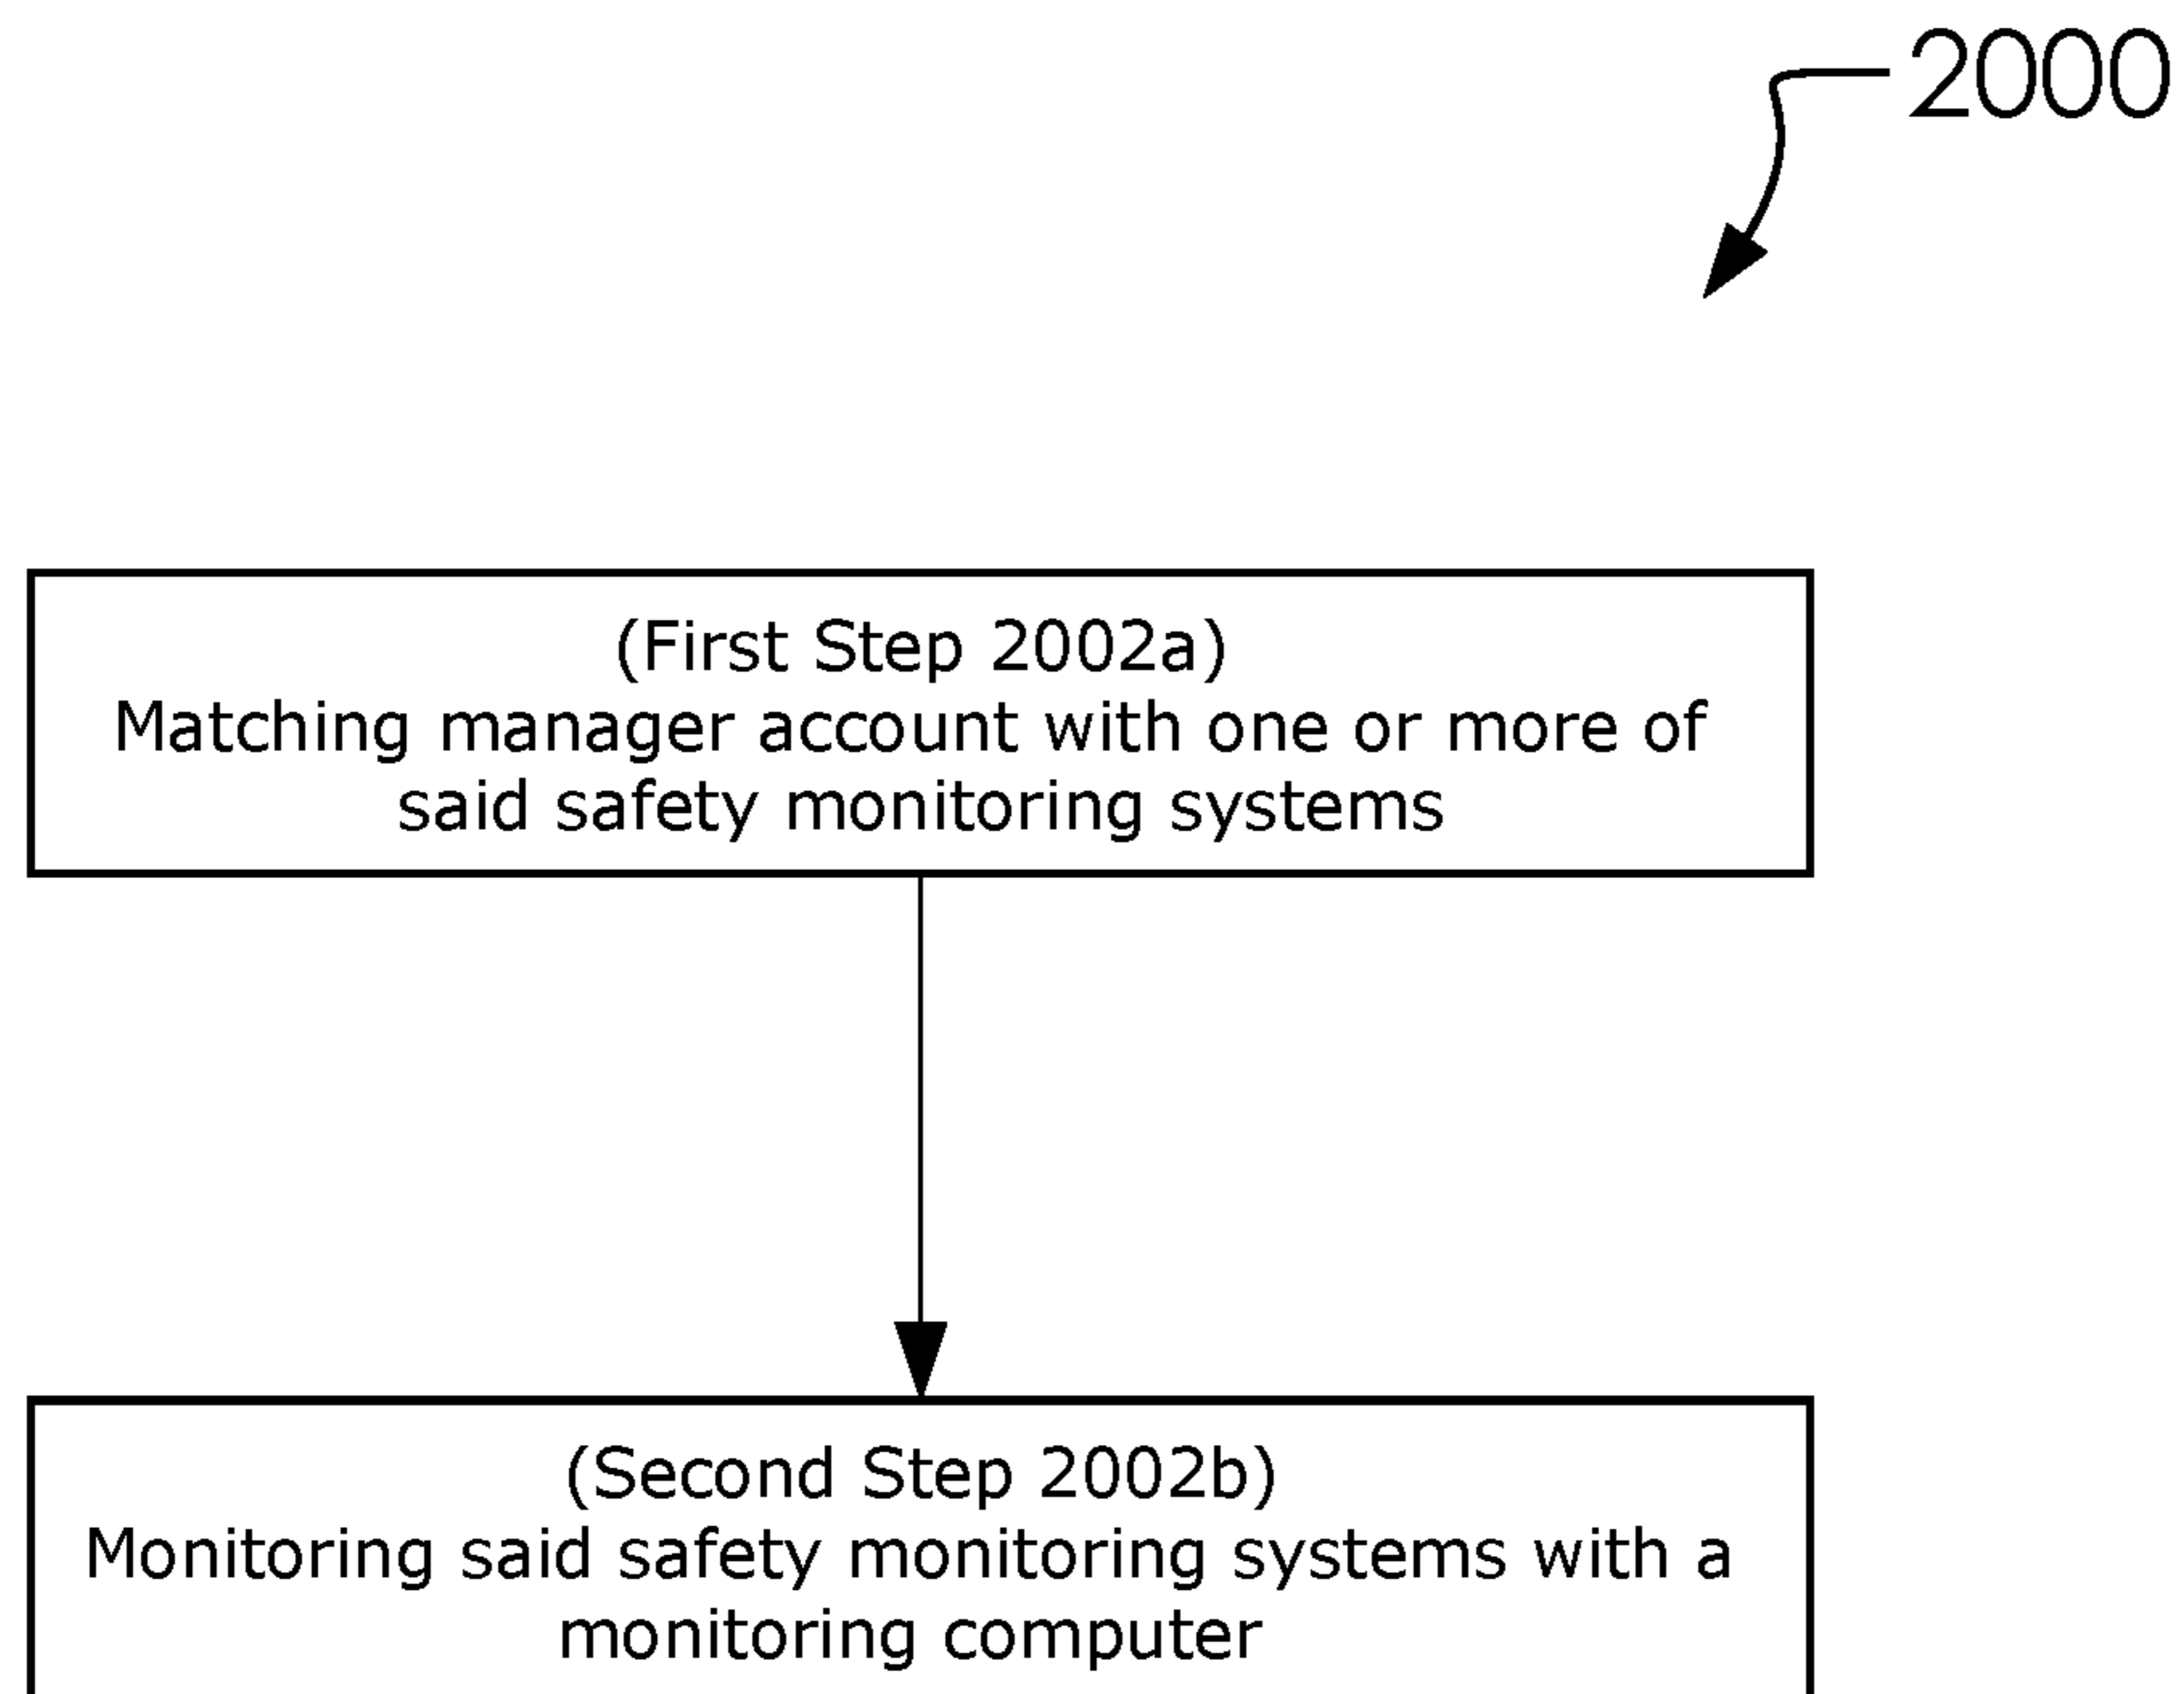 2000
(First Step 2002a)
Matching manager account with one or more of
said safety monitoring systems
(Second Step 2002b)
Monitoring said safety monitoring systems with a
monitoring computer